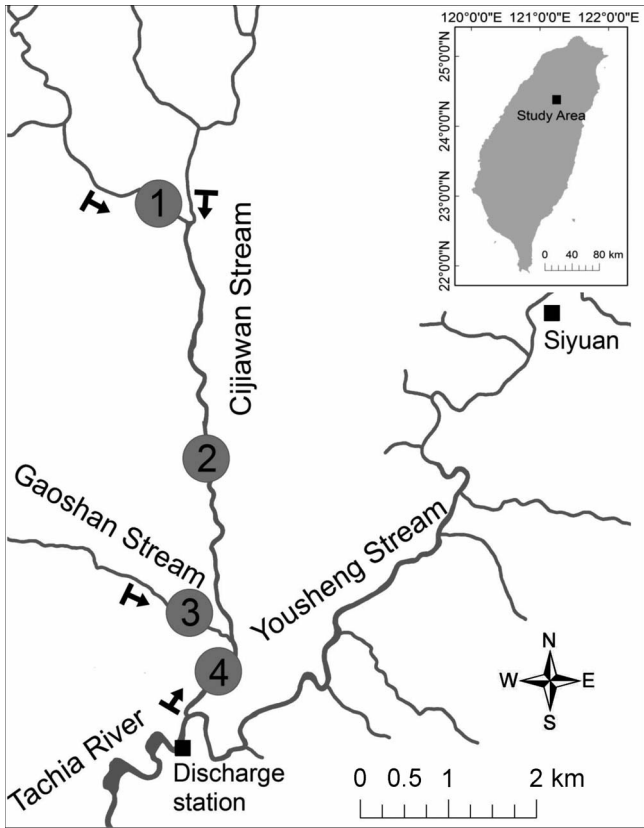 120°0'0"E 121°0'0"E 122°0'0"E
25°0'0"N
24°0'0"N
23°0'0"N
22°0'0"N
Study Area
0 40 80 km
1
Cijiawan Stream
Siyuan
2
Gaoshan Stream
Yousheng Stream
3
4
N
W E
S
Tachia River
Discharge
station
0 0.5 1 2 km